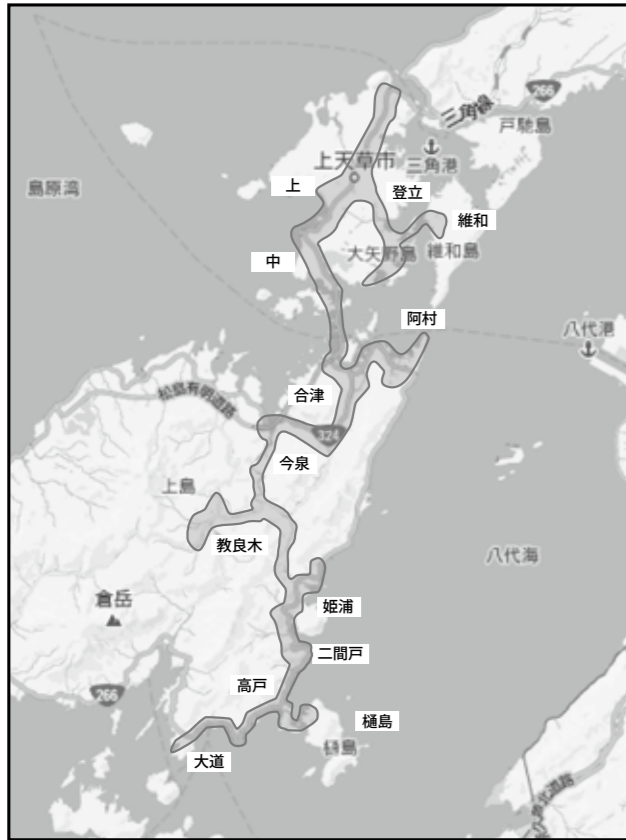 266
三角線
戸馳島
上天草市
三角港
島原湾
上
登立
維和
中
大矢野島
維和島
阿村
八代港
松島有明道路
合津
324
今泉
上島
教良木
八代海
倉岳
姫浦
二間戸
高戸
266
樋島
樋島
大道